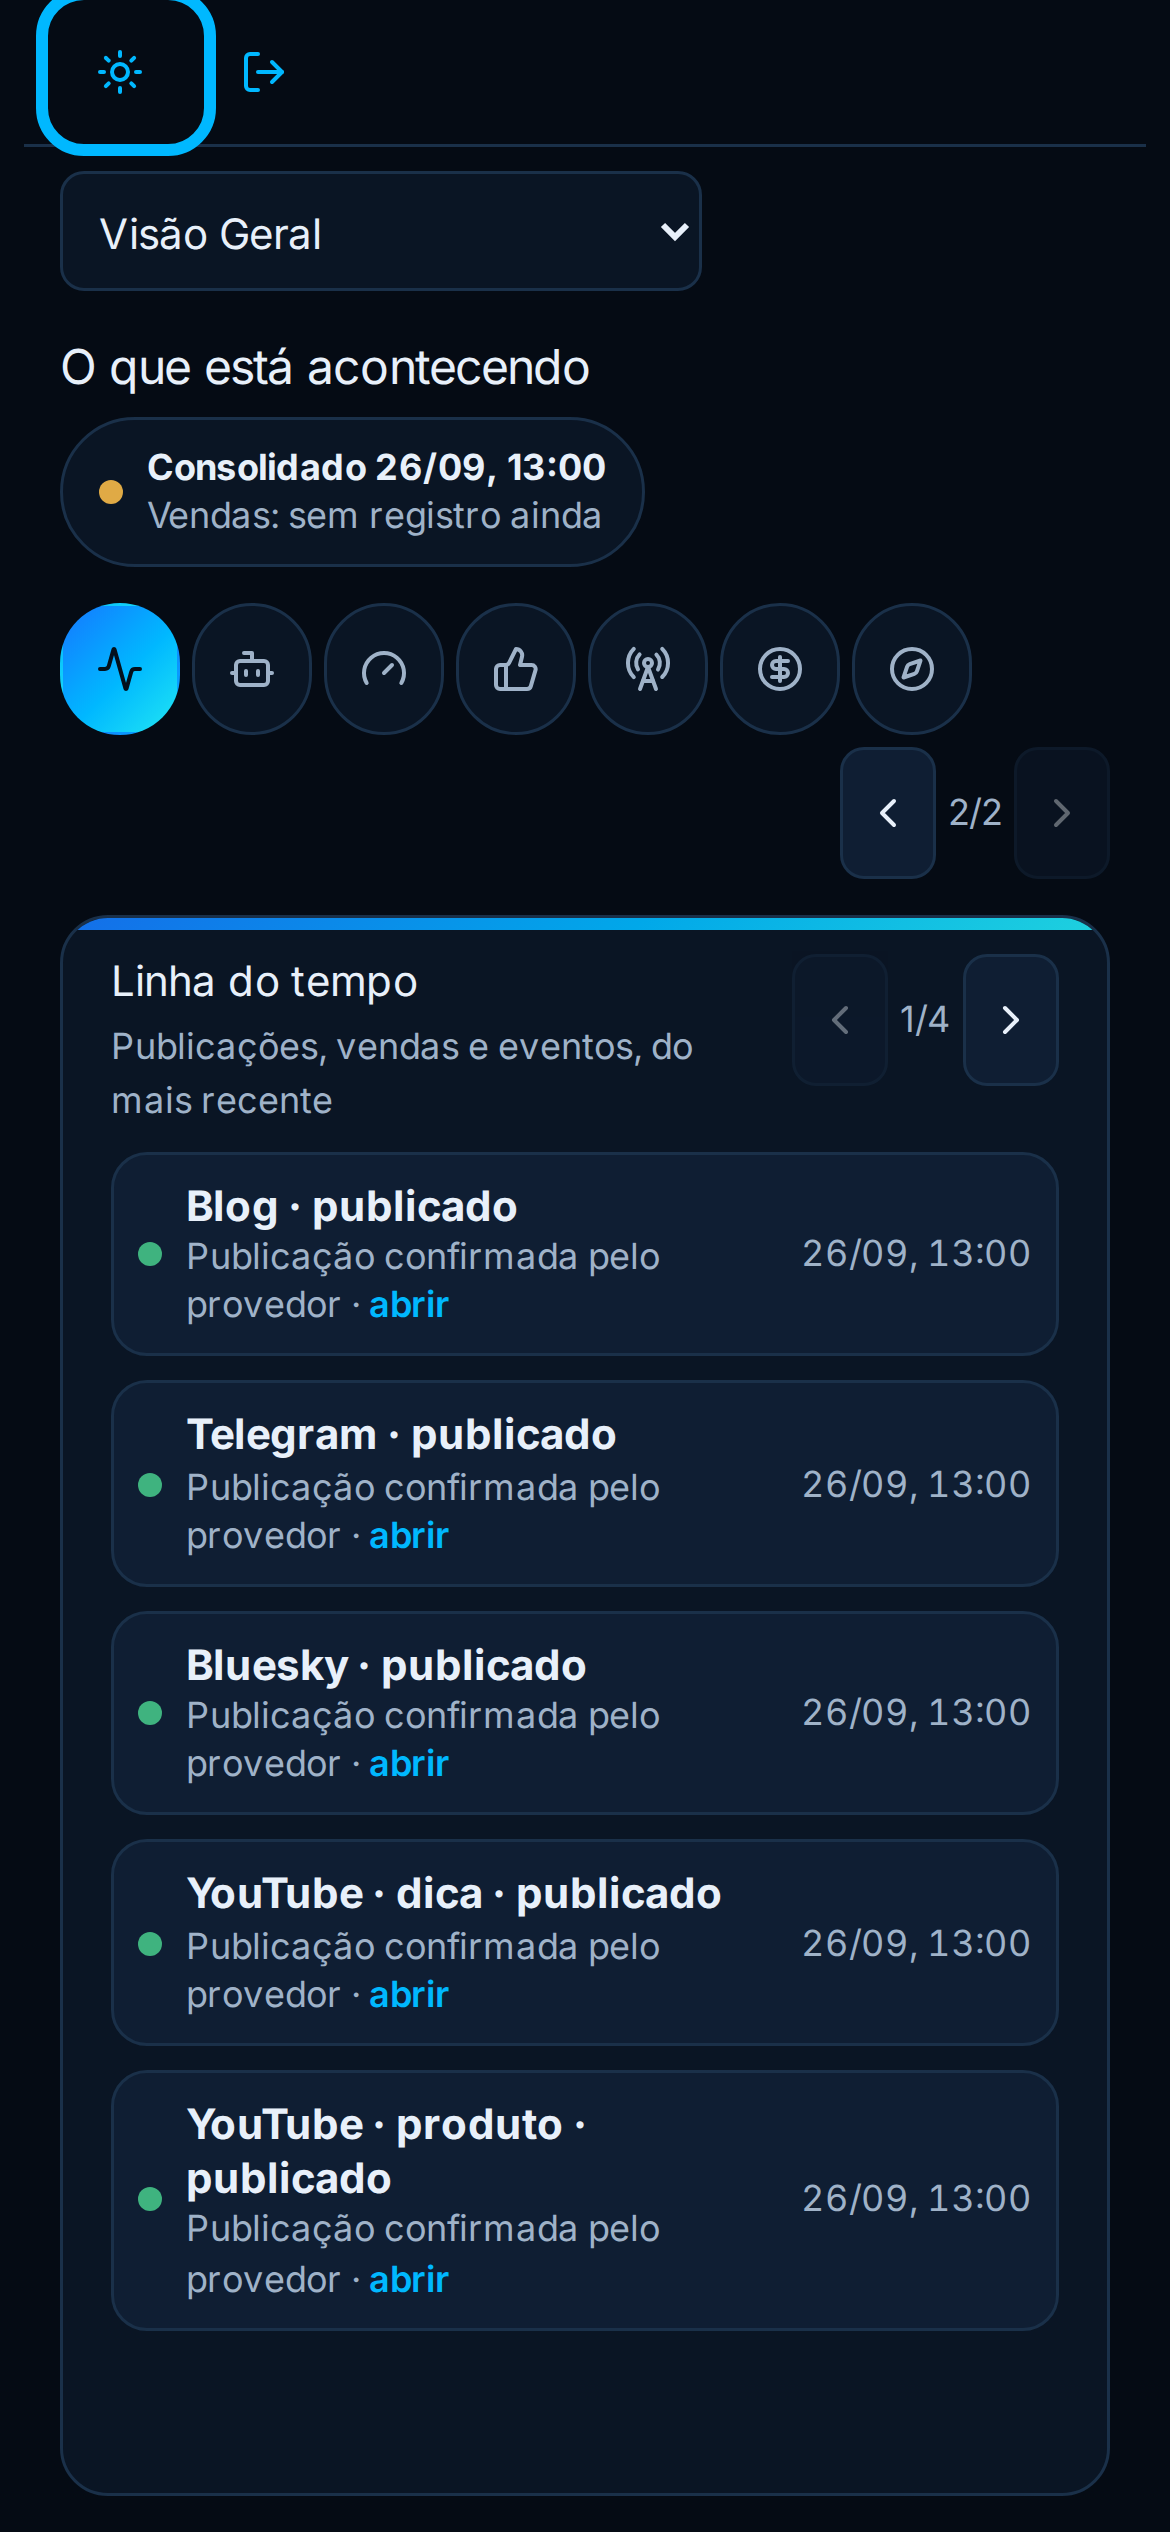 Visão Geral
O que está acontecendo
Consolidado 26/09, 13:00
Vendas: sem registro ainda
2/2
Linha do tempo
1/4
Publicações, vendas e eventos, do
mais recente
Blog · publicado
Publicação confirmada pelo
provedor · abrir
26/09, 13:00
Telegram · publicado
Publicação confirmada pelo
provedor · abrir
26/09, 13:00
Bluesky · publicado
Publicação confirmada pelo
provedor · abrir
26/09, 13:00
YouTube · dica · publicado
Publicação confirmada pelo
provedor · abrir
26/09, 13:00
YouTube · produto ·
publicado
Publicação confirmada pelo
provedor · abrir
26/09, 13:00